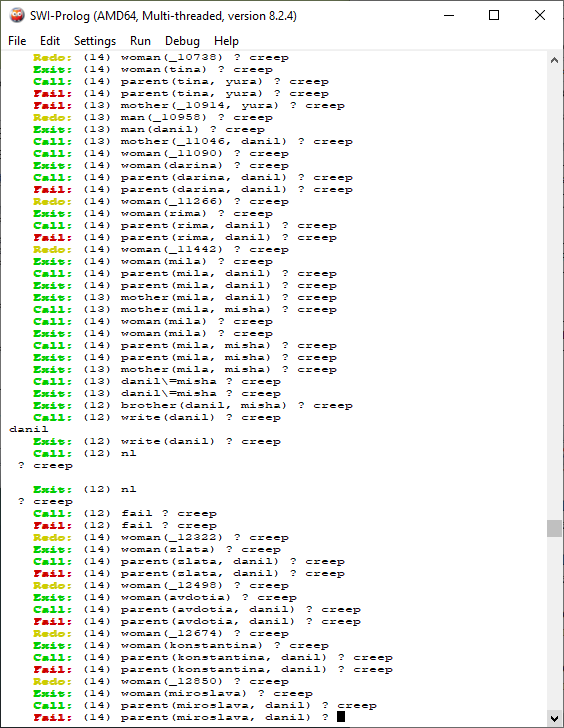 SWI-Prolog (AMD64, Multi-threaded, version 8.2.4)
File Edit Settings Run Debug Help
Redo: (14) woman(_10738) ? creep
Exit: (14) woman(tina) ? creep
Call: (14) parent(tina, yura) ? creep
Fail: (14) parent(tina, yura) ? creep
Fail: (13) mother(_10914, yura) ? creep
Redo: (13) man(_10958) ? creep
Exit: (13) man(danil) ? creep
Call: (13) mother(_11046, danil) ? creep
Call: (14) woman(_11090) ? creep
Exit: (14) woman(darina) ? creep
Call: (14) parent(darina, danil) ? creep
Fail: (14) parent(darina, danil) ? creep
Redo: (14) woman(_11266) ? creep
Exit: (14) woman(rima) ? creep
Call: (14) parent(rima, danil) ? creep
Fail: (14) parent(rima, danil) ? creep
Redo: (14) woman(_11442) ? creep
Exit: (14) woman(mila) ? creep
Call: (14) parent(mila, danil) ? creep
Exit: (14) parent(mila, danil) ? creep
Exit: (13) mother(mila, danil) ? creep
Call: (13) mother(mila, misha) ? creep
Call: (14) woman(mila) ? creep
Exit: (14) woman(mila) ? creep
Call: (14) parent(mila, misha) ? creep
Exit: (14) parent(mila, misha) ? creep
Exit: (13) mother(mila, misha) ? creep
Call: (13) danil\=misha ? creep
Exit: (13) danil\=misha ? creep
Exit: (12) brother(danil, misha) ? creep
Call: (12) write(danil) ? creep
danil
Exit: (12) write(danil) ? creep
Call: (12) nl
? creep
Exit: (12) nl
? creep
Call: (12) fail ? creep
Fail: (12) fail ? creep
Redo: (14) woman(_12322) ? creep
Exit: (14) woman(zlata) ? creep
Call: (14) parent(zlata, danil) ? creep
Fail: (14) parent(zlata, danil) ? creep
Redo: (14) woman(_12498) ? creep
Exit: (14) woman(avdotia) ? creep
Call: (14) parent(avdotia, danil) ? creep
Fail: (14) parent(avdotia, danil) ? creep
Redo: (14) woman(_12674) ? creep
Exit: (14) woman(konstantina) ? creep
Call: (14) parent(konstantina, danil) ? creep
Fail: (14) parent(konstantina, danil) ? creep
Redo: (14) woman(_12850) ? creep
Exit: (14) woman(miroslava) ? creep
Call: (14) parent(miroslava, danil) ? creep
Fail: (14) parent(miroslava, danil) ?